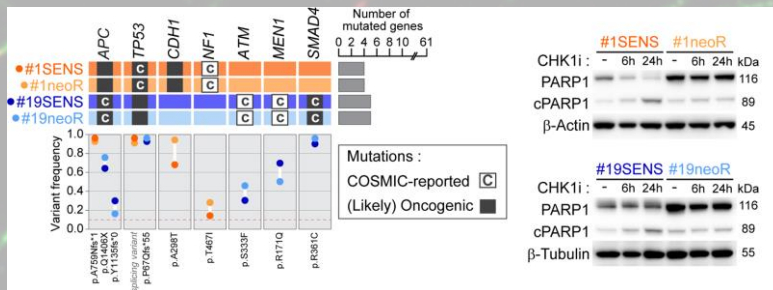 Number of
mutated genes
APC
TP53
CDH1
NF1
ATM
MEN1
SMAD4
0 2 4 6 8 10 12 61
#1SENS C C
#1neoR C C
#19SENS C C C C
#19neoR C C C C
Variant frequency
1.0
0.8
0.6
0.4
0.2
0.0
p.A759Nfs*1
p.Q1406X
p.Y1135fs*0
splicing variant
p.P67Qfs*55
p.A298T
p.T467I
p.S333F
p.R171Q
p.R361C
Mutations :
COSMIC-reported C
(Likely) Oncogenic
#1SENS #1neoR
CHK1i : - 6h 24h - 6h 24h kDa
PARP1 116
cPARP1 89
β-Actin 45
#19SENS #19neoR
CHK1i : - 6h 24h - 6h 24h kDa
PARP1 116
cPARP1 89
β-Tubulin 55